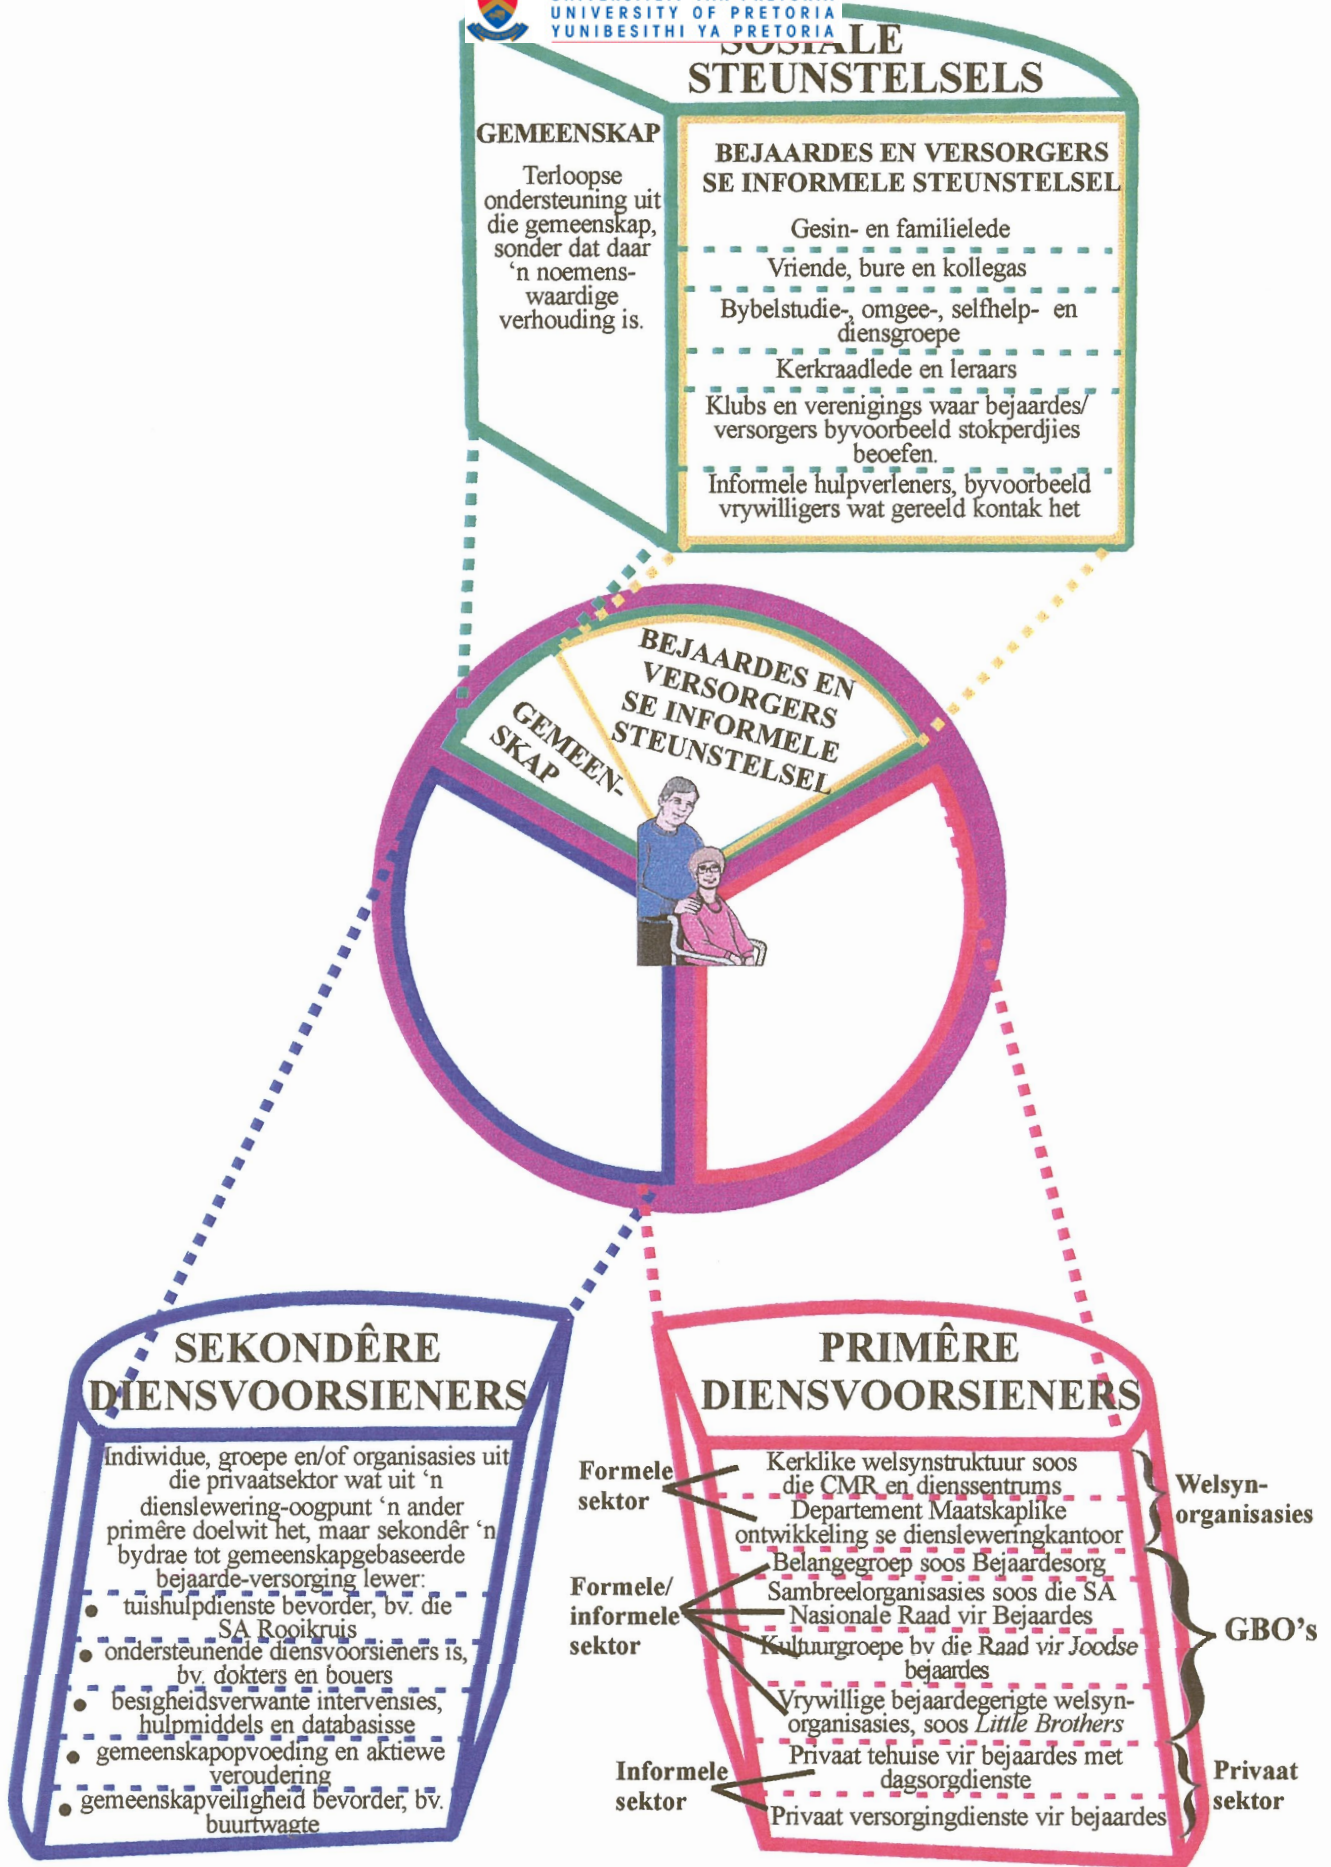 UNIVERSITY OF PRETORIA
YUNIBESITHI YA PRETORIA
SOSIALE
STEUNSTELSELS
GEMEENSKAP
Terloopse
ondersteuning uit
die gemeenskap,
sonder dat daar
‘n noemens-
waardige
verhouding is.
BEJAARDES EN VERSORGERS
SE INFORMELE STEUNSTELSEL
Gesin- en familielede
Vriende, bure en kollegas
Bybelstudie-, omgee-, selfhelp- en
diensgroepe
Kerkraadlede en leraars
Klubs en verenigings waar bejaardes/
versorgers byvoorbeeld stokperdjies
beoefen.
Informele hulpverleners, byvoorbeeld
vrywilligers wat gereeld kontak het
GEMEEN-
SKAP
BEJAARDES EN
VERSORGERS
SE INFORMELE
STEUNSTELSEL
SEKONDÊRE
DIENSVOORSIENERS
Indiwidue, groepe en/of organisasies uit
die privaatsektor wat uit ‘n
dienslewering-oogpunt ‘n ander
primêre doelwit het, maar sekondêr ‘n
bydrae tot gemeenskapgebaseerde
bejaarde-versorging lewer:
• tuishulpdienste bevorder, bv. die
SA Rooikruis
• ondersteunende diensvoorsieners is,
bv. dokters en bouers
• besigheidsverwante intervensies,
hulpmiddels en databasisse
• gemeenskapopvoeding en aktiewe
veroudering
• gemeenskapveiligheid bevorder, bv.
buurtwagte
PRIMÊRE
DIENSVOORSIENERS
Formele
sektor
Kerklike welsynstruktuur soos
die CMR en dienssentrums
Departement Maatskaplike
ontwikkeling se diensleweringkantoor
Welsyn-
organisasies
Formele/
informele
sektor
Belangegroep soos Bejaardesorg
Sambreelorganisasies soos die SA
Nasionale Raad vir Bejaardes
Kultuurgroepe bv die Raad vir Joodse
bejaardes
Vrywillige bejaardegerigte welsyn-
organisasies, soos Little Brothers
GBO’s
Informele
sektor
Privaat tehuise vir bejaardes met
dagsorgdienste
Privaat versorgingdienste vir bejaardes
Privaat
sektor